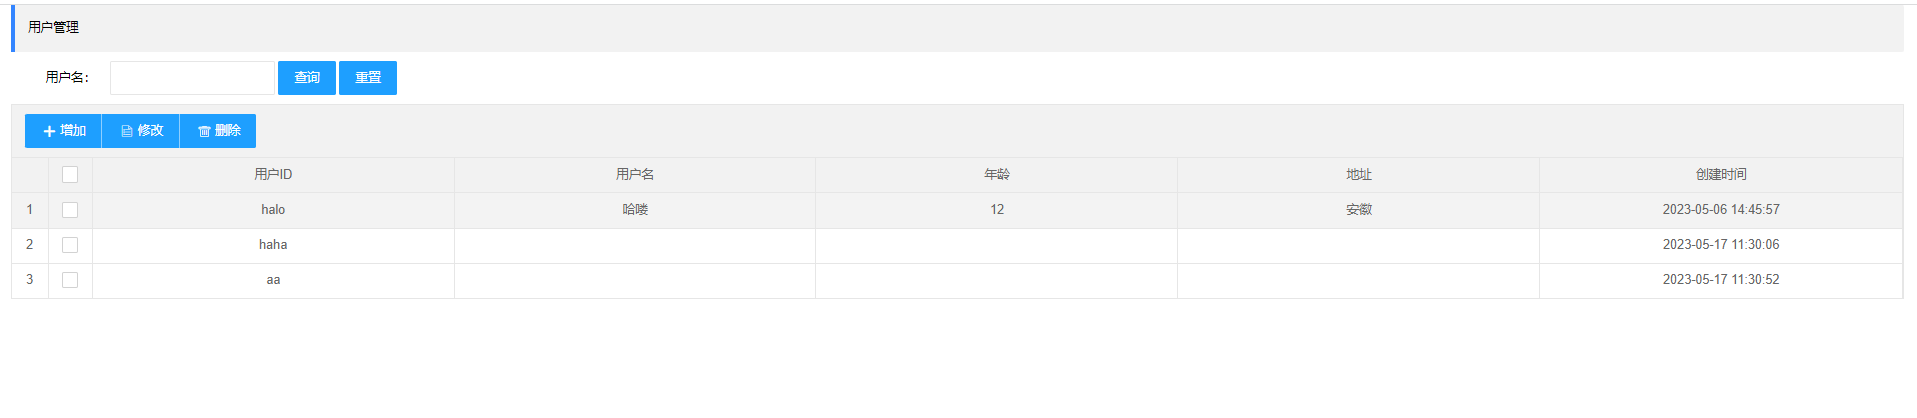 用户管理
用户名： 查询 重置
增加 修改 删除
用户ID 用户名 年龄 地址 创建时间
1 halo 哈喽 12 安徽 2023-05-06 14:45:57
2 haha 2023-05-17 11:30:06
3 aa 2023-05-17 11:30:52